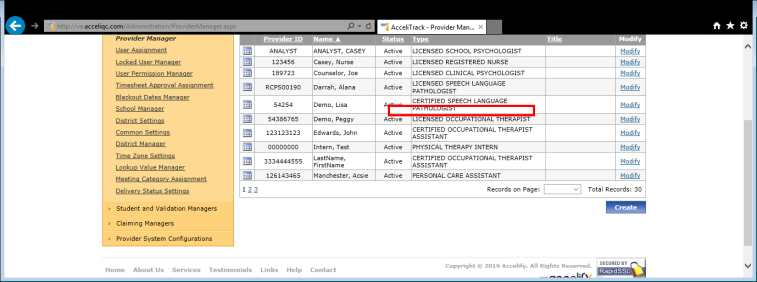 http://ve.acceliqc.com/Administration/ProviderManager.aspx
AcceliTrack - Provider Man...
Provider Manager
User Assignment
Locked User Manager
User Permission Manager
Timesheet Approval Assignment
Blackout Dates Manager
School Manager
District Settings
Common Settings
District Manager
Time Zone Settings
Lookup Value Manager
Meeting Category Assignment
Delivery Status Settings
Student and Validation Managers
Claiming Managers
Provider System Configurations
Provider ID Name ▲ Status Type Title Modify
ANALYST ANALYST, CASEY Active LICENSED SCHOOL PSYCHOLOGIST Modify
123456 Casey, Nurse Active LICENSED REGISTERED NURSE Modify
189723 Counselor, Joe Active LICENSED CLINICAL PSYCHOLOGIST Modify
RCPS00190 Darrah, Alana Active LICENSED SPEECH LANGUAGE PATHOLOGIST Modify
54254 Demo, Lisa Active CERTIFIED SPEECH LANGUAGE PATHOLOGIST Modify
54386765 Demo, Peggy Active LICENSED OCCUPATIONAL THERAPIST Modify
123123123 Edwards, John Active CERTIFIED OCCUPATIONAL THERAPIST ASSISTANT Modify
00000000 Intern, Test Active PHYSICAL THERAPY INTERN Modify
3334444555 LastName, FirstName Active CERTIFIED OCCUPATIONAL THERAPIST ASSISTANT Modify
126143465 Manchester, Acsie Active PERSONAL CARE ASSISTANT Modify
1 2 3 Records on Page: Total Records: 30
Create
Home About Us Services Testimonials Links Help Contact
Copyright © 2014 Accelify. All Rights Reserved.
SECURED BY
RapidSSL